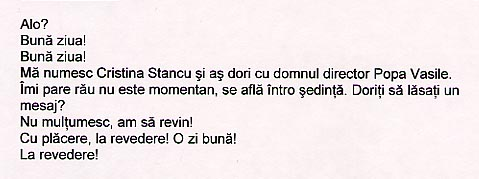 Alo?
Bună ziua!
Bună ziua!
Mă numesc Cristina Stancu şi aş dori cu domnul director Popa Vasile.
Îmi pare rău nu este momentan, se află întro şedinţă. Doriţi să lăsaţi un
mesaj?
Nu mulţumesc, am să revin!
Cu plăcere, la revedere! O zi bună!
La revedere!